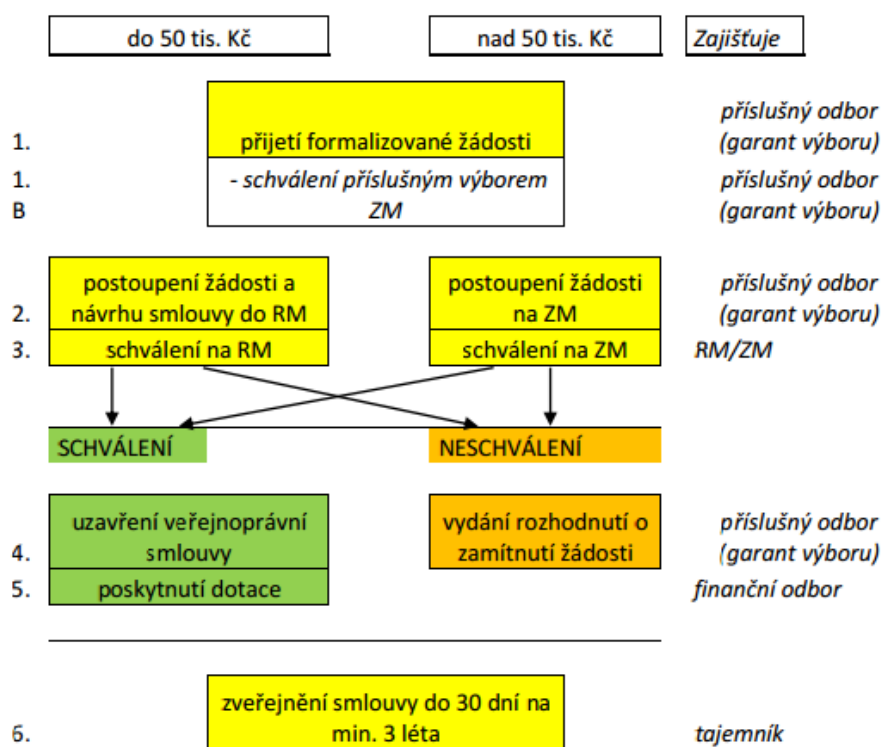 do 50 tis. Kč nad 50 tis. Kč Zajišťuje
příslušný odbor
1. přijetí formalizované žádosti (garant výboru)
1. - schválení příslušným výborem příslušný odbor
B ZM (garant výboru)
postoupení žádosti a postoupení žádosti příslušný odbor
2. návrhu smlouvy do RM na ZM (garant výboru)
3. schválení na RM schválení na ZM RM/ZM
SCHVÁLENÍ NESCHVÁLENÍ
uzavření veřejnoprávní vydání rozhodnutí o příslušný odbor
4. smlouvy zamítnutí žádosti (garant výboru)
5. poskytnutí dotace finanční odbor
zveřejnění smlouvy do 30 dní na
6. min. 3 léta tajemník